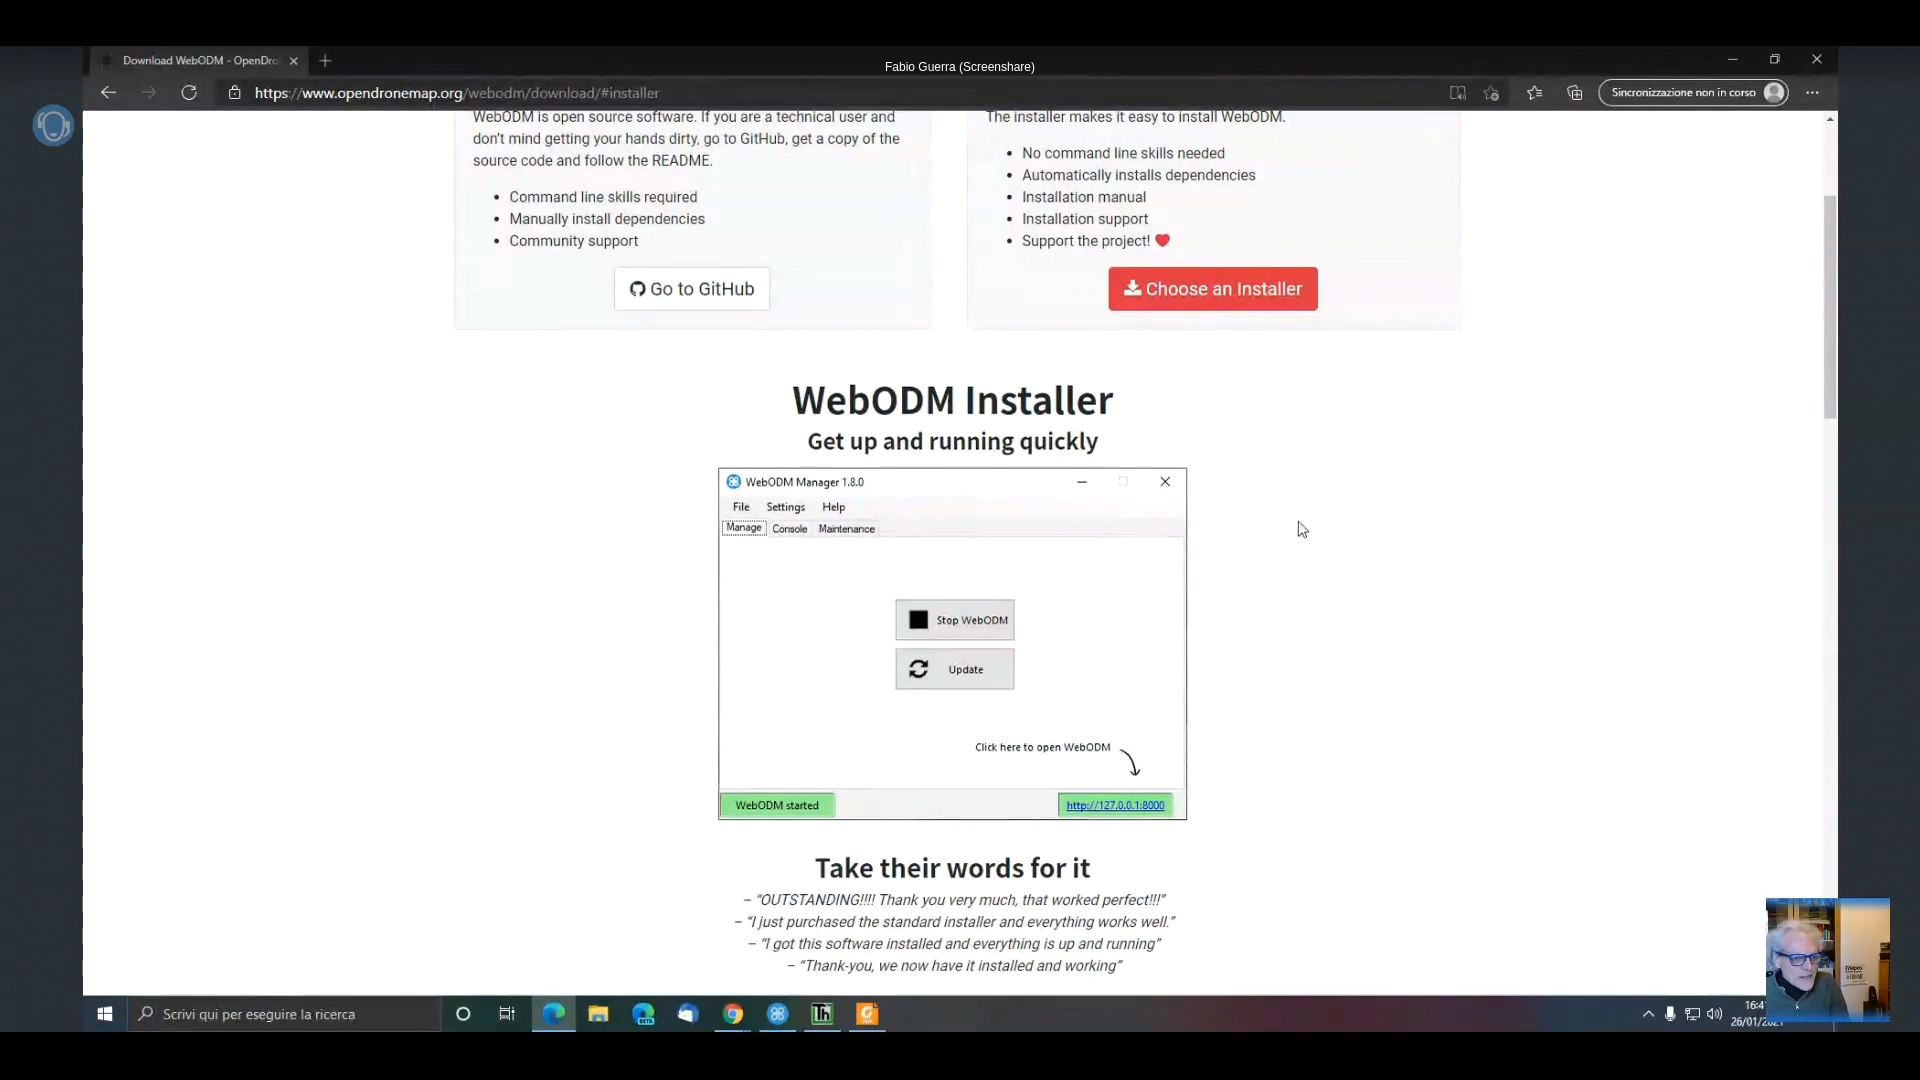 Download WebODM - OpenDro
Fabio Guerra (Screenshare)
https://www.opendronemap.org/webodm/download/#installer
Sincronizzazione non in corso
WebODM is open source software. If you are a technical user and
don't mind getting your hands dirty, go to GitHub, get a copy of the
source code and follow the README.
• Command line skills required
• Manually install dependencies
• Community support
Go to GitHub
The installer makes it easy to install WebODM.
• No command line skills needed
• Automatically installs dependencies
• Installation manual
• Installation support
• Support the project!
Choose an Installer
WebODM Installer
Get up and running quickly
WebODM Manager 1.8.0
File Settings Help
Manage Console Maintenance
Stop WebODM
Update
Click here to open WebODM
WebODM started
http://127.0.0.1:8000
Take their words for it
– “OUTSTANDING!!!! Thank you very much, that worked perfect!!!”
– “I just purchased the standard installer and everything works well.”
– “I got this software installed and everything is up and running”
– “Thank-you, we now have it installed and working”
Scrivi qui per eseguire la ricerca
BETA
16:4
26/01/202